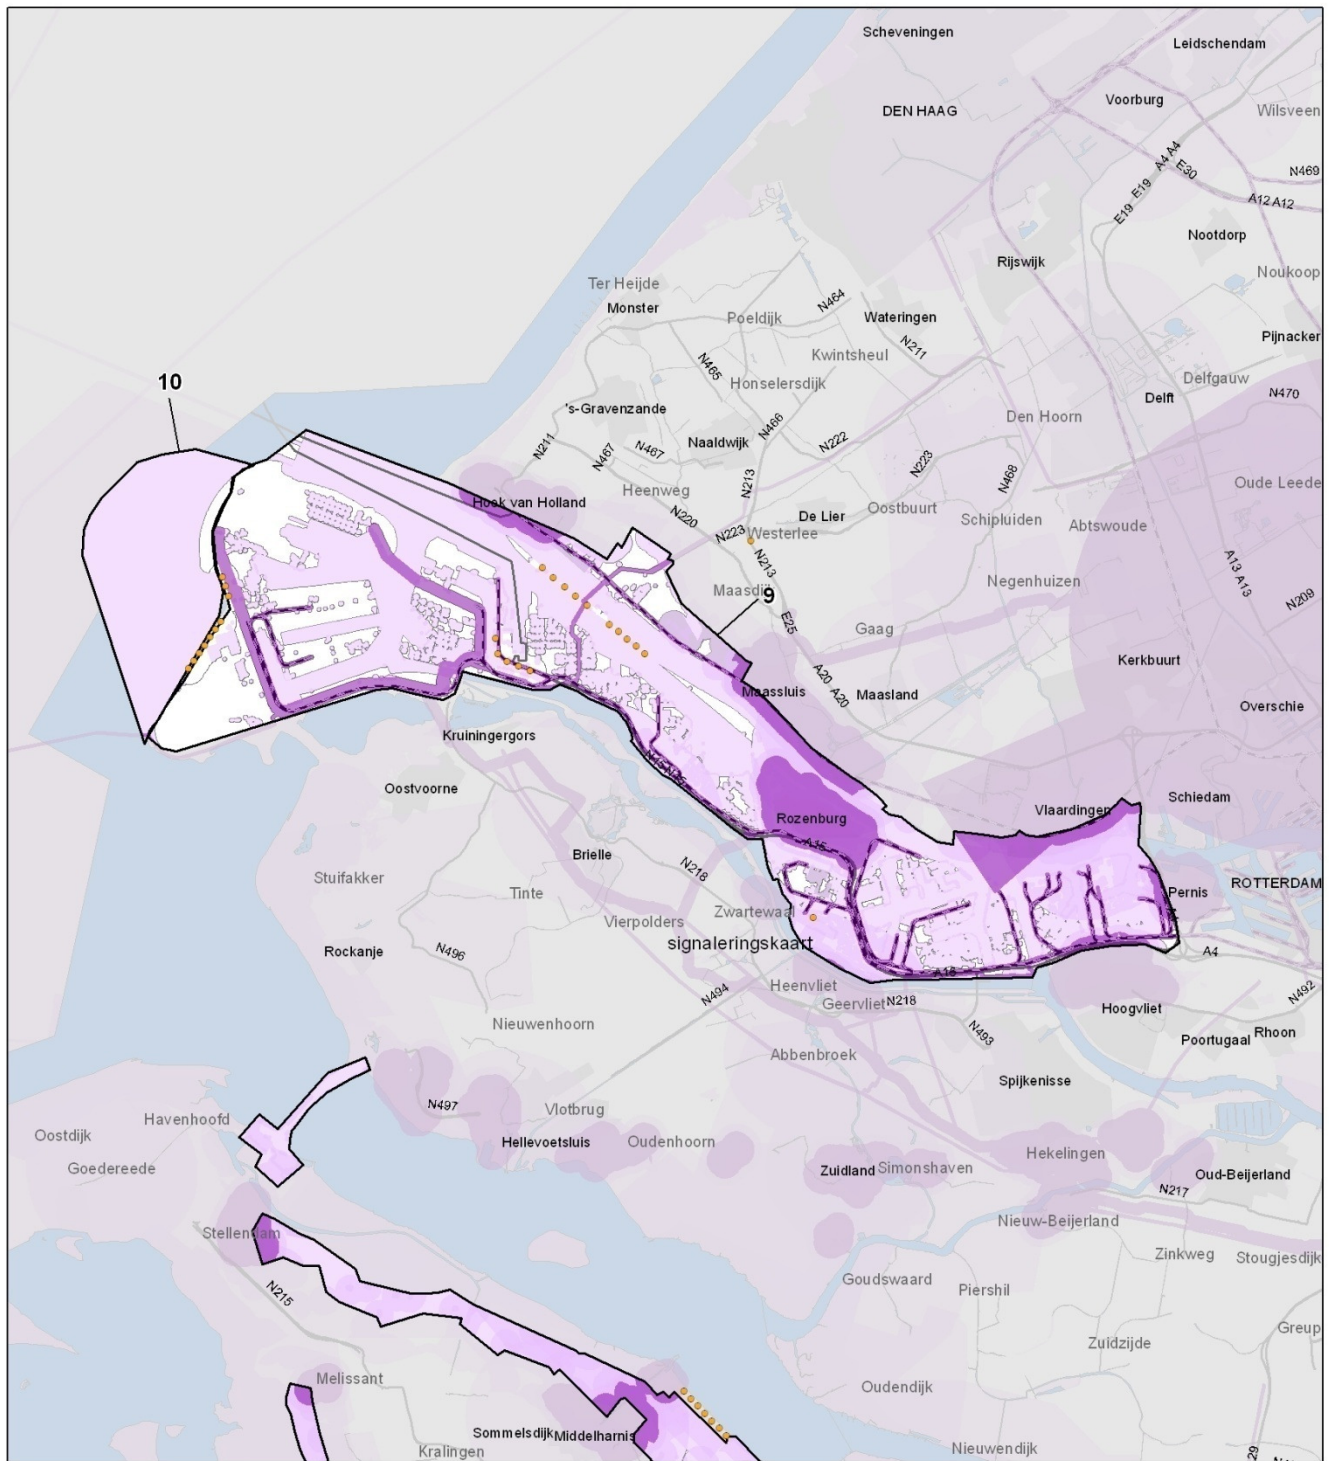 Scheveningen
Leidschendam
DEN HAAG
Voorburg
Wilsveen
A4 A4
E30
N469
E19
E19
A12 A12
Nootdorp
Rijswijk
Noukoop
Ter Heijde
Monster
Poeldijk
N464
Wateringen
Pijnacker
N211
Kwintsheul
N465
Honselersdijk
Delfgauw
10
Delft
N470
's-Gravenzande
Den Hoorn
N466
Naaldwijk
N211
N467
N467
N222
N223
N468
Oude Leede
Heenweg
N213
Hoek van Holland
N220
De Lier
Oostbuurt
Schipluiden
Abtswoude
N223
Westerlee
N213
A13 A13
Maasdijk
9
Negenhuizen
N209
E25
Gaag
Kerkbuurt
A20 A20
Maassluis
Maasland
Overschie
Kruiningergors
Oostvoorne
N15 N15
Schiedam
Vlaardingen
Rozenburg
A15
Brielle
N218
Stuifakker
Tinte
Pernis
ROTTERDAM
Vierpolders
Zwartewaal
signaleringskaart
Rockanje
N496
A4
A15
Heenvliet
N494
Geervliet
N218
N492
Hoogvliet
Nieuwenhoorn
N493
Poortugaal
Rhoon
Abbenbroek
Spijkenisse
N497
Vlotbrug
Havenhoofd
Oostdijk
Hellevoetsluis
Oudenhoorn
Hekelingen
Goedereede
Zuidland
Simonshaven
Oud-Beijerland
N217
Nieuw-Beijerland
Stellendam
Zinkweg
Stougjesdijk
Goudswaard
N215
Piershil
Greup
Zuidzijde
Melissant
Oudendijk
Sommelsdijk
Middelharnis
Kralingen
Nieuwendijk